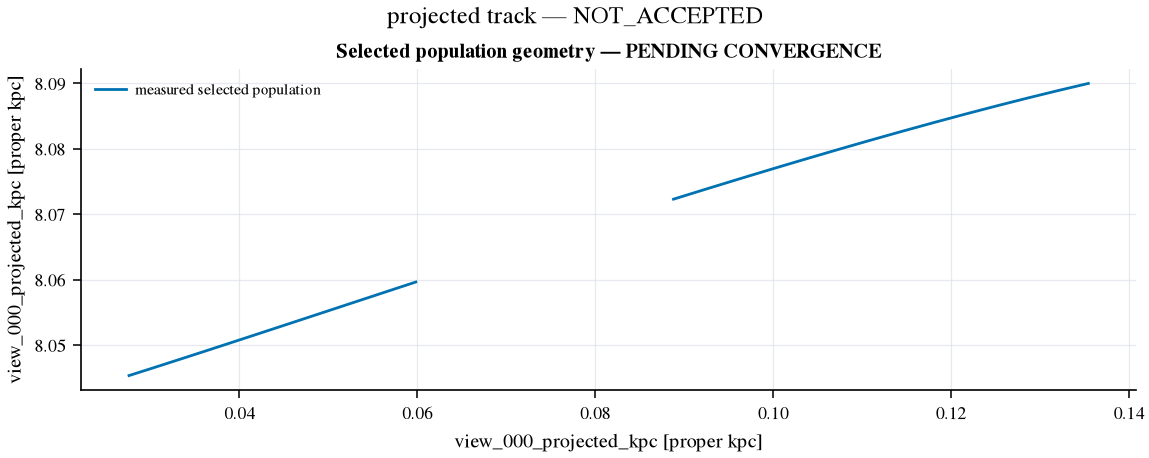 projected track — NOT_ACCEPTED
Selected population geometry — PENDING CONVERGENCE
view_000_projected_kpc [proper kpc]
8.09
8.08
8.07
8.06
8.05
measured selected population
0.04
0.06
0.08
0.10
0.12
0.14
view_000_projected_kpc [proper kpc]